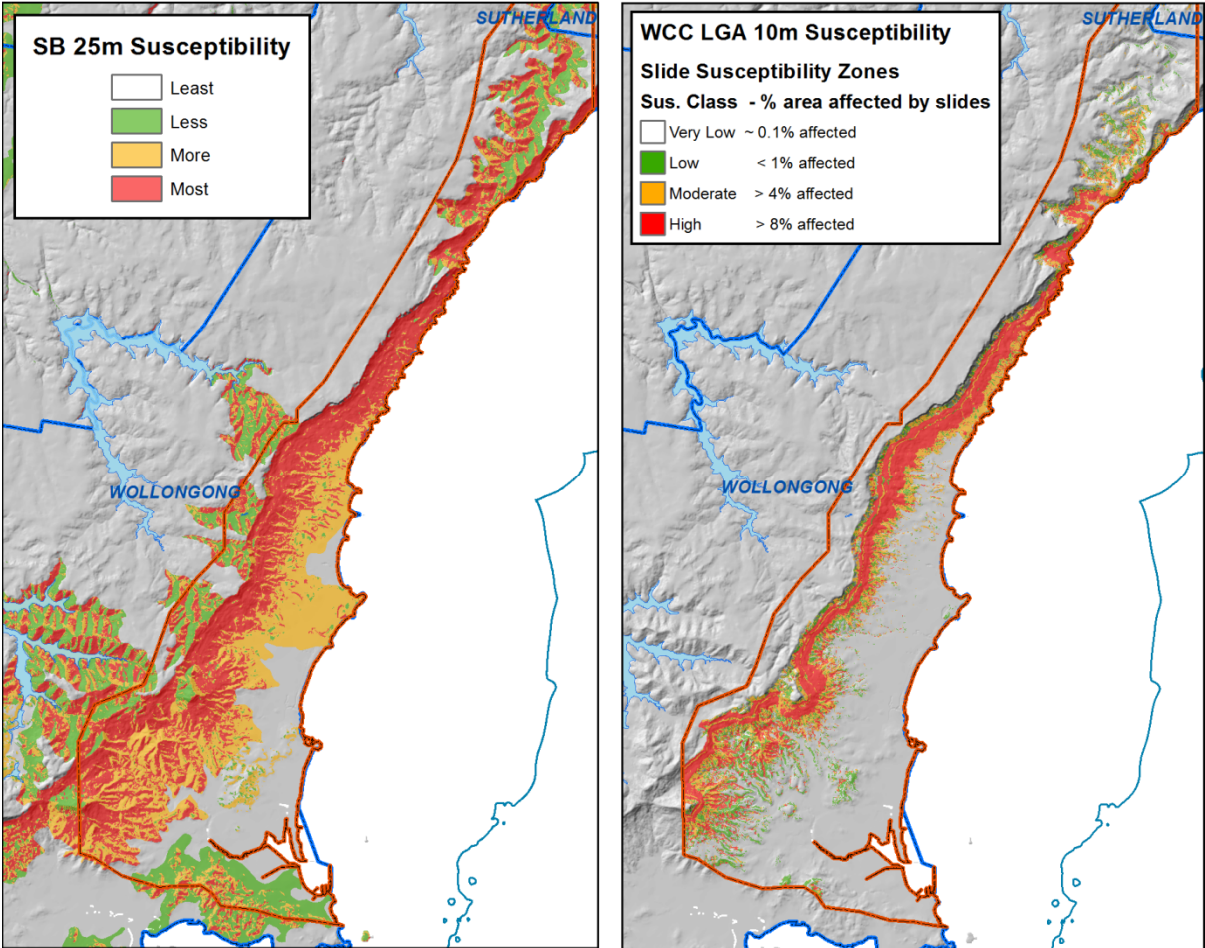 SB 25m Susceptibility
Least
Less
More
Most
SUTHERLAND
WOLLONGONG
WCC LGA 10m Susceptibility
Slide Susceptibility Zones
Sus. Class - % area affected by slides
Very Low ~ 0.1% affected
Low < 1% affected
Moderate > 4% affected
High > 8% affected
SUTHERLAND
WOLLONGONG